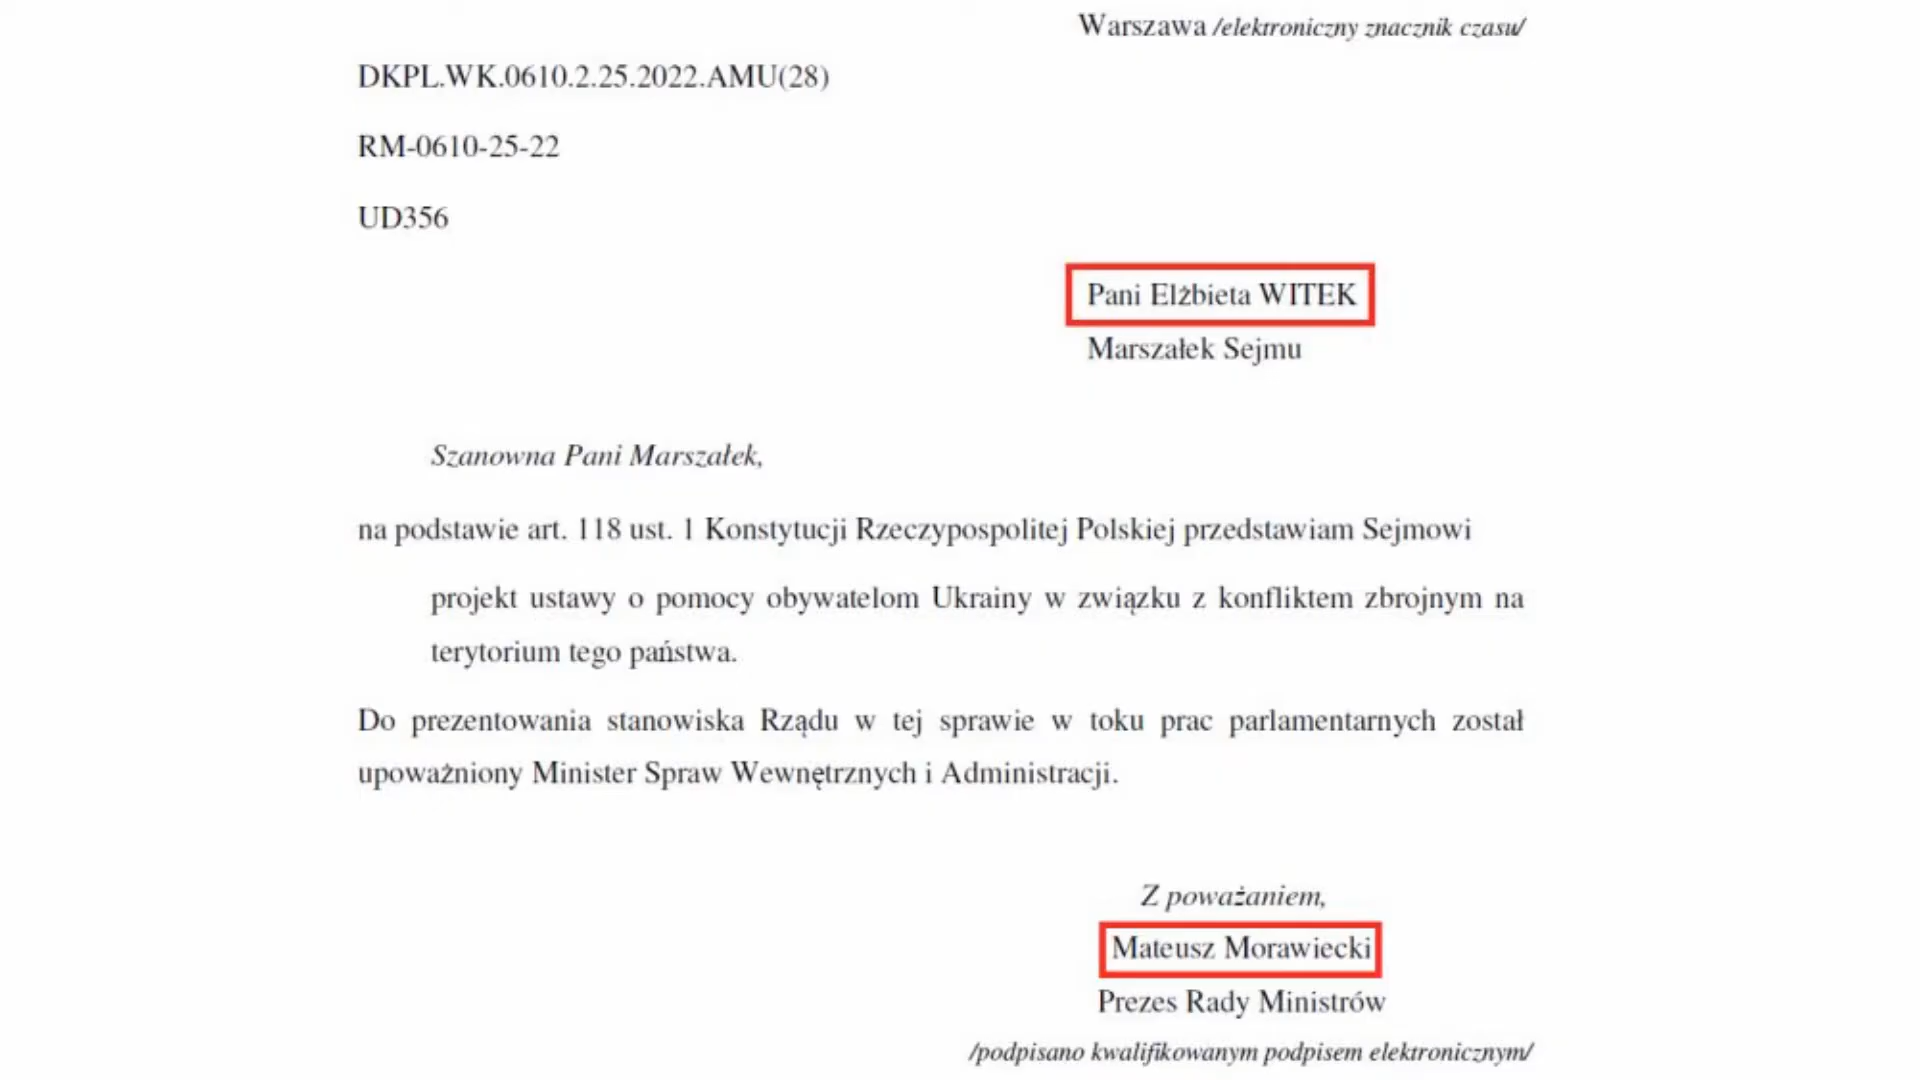 Warszawa /elektroniczny znacznik czasu/
DKPL.WK.0610.2.25.2022.AMU(28)
RM-0610-25-22
UD356
Pani Elżbieta WITEK
Marszałek Sejmu
Szanowna Pani Marszałek,
na podstawie art. 118 ust. 1 Konstytucji Rzeczypospolitej Polskiej przedstawiam Sejmowi
projekt ustawy o pomocy obywatelom Ukrainy w związku z konfliktem zbrojnym na
terytorium tego państwa.
Do prezentowania stanowiska Rządu w tej sprawie w toku prac parlamentarnych został
upoważniony Minister Spraw Wewnętrznych i Administracji.
Z poważaniem,
Mateusz Morawiecki
Prezes Rady Ministrów
/podpisano kwalifikowanym podpisem elektronicznym/